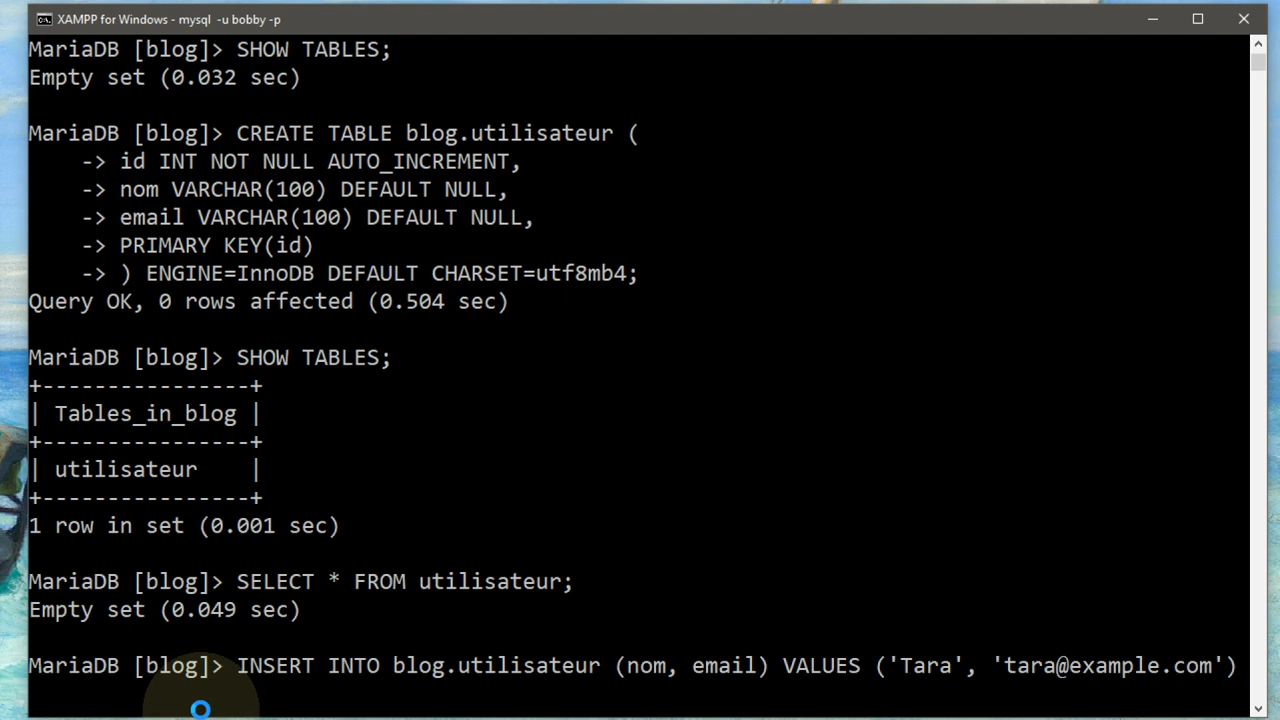 XAMPP for Windows - mysql -u bobby -p
MariaDB [blog]> SHOW TABLES;
Empty set (0.032 sec)
MariaDB [blog]> CREATE TABLE blog.utilisateur (
-> id INT NOT NULL AUTO_INCREMENT,
-> nom VARCHAR(100) DEFAULT NULL,
-> email VARCHAR(100) DEFAULT NULL,
-> PRIMARY KEY(id)
-> ) ENGINE=InnoDB DEFAULT CHARSET=utf8mb4;
Query OK, 0 rows affected (0.504 sec)
MariaDB [blog]> SHOW TABLES;
+----------------+
| Tables_in_blog |
+----------------+
| utilisateur    |
+----------------+
1 row in set (0.001 sec)
MariaDB [blog]> SELECT * FROM utilisateur;
Empty set (0.049 sec)
MariaDB [blog]> INSERT INTO blog.utilisateur (nom, email) VALUES ('Tara', 'tara@example.com')